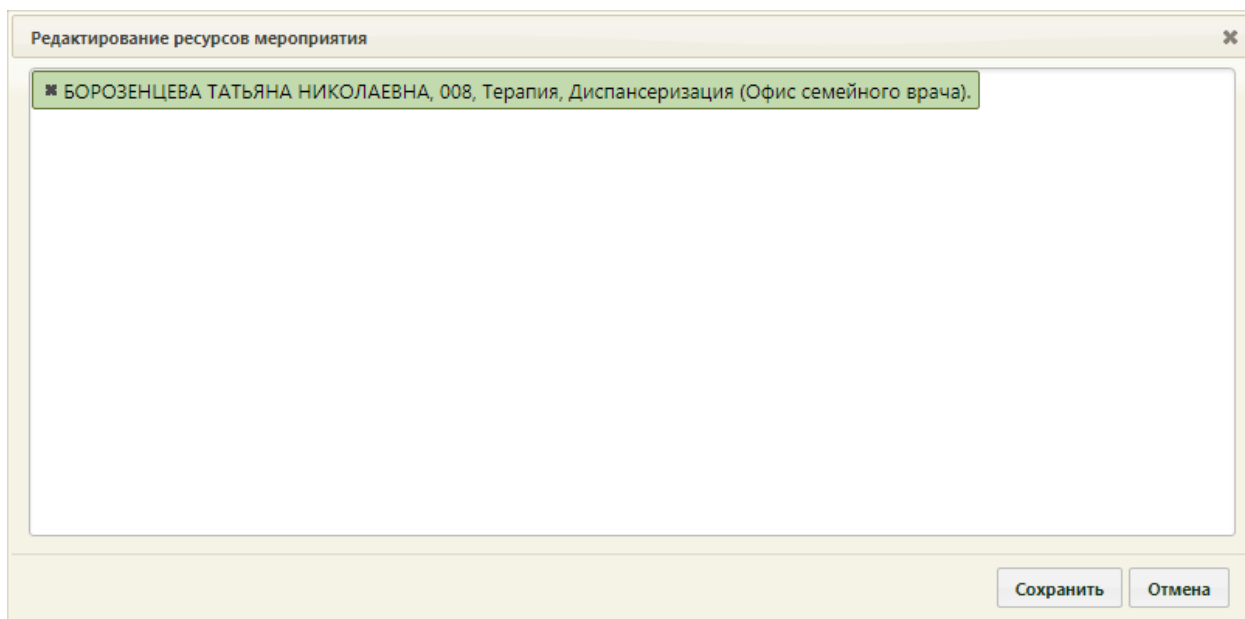 Редактирование ресурсов мероприятия
БОРОЗЕНЦЕВА ТАТЬЯНА НИКОЛАЕВНА, 008, Терапия, Диспансеризация (Офис семейного врача).
Сохранить Отмена